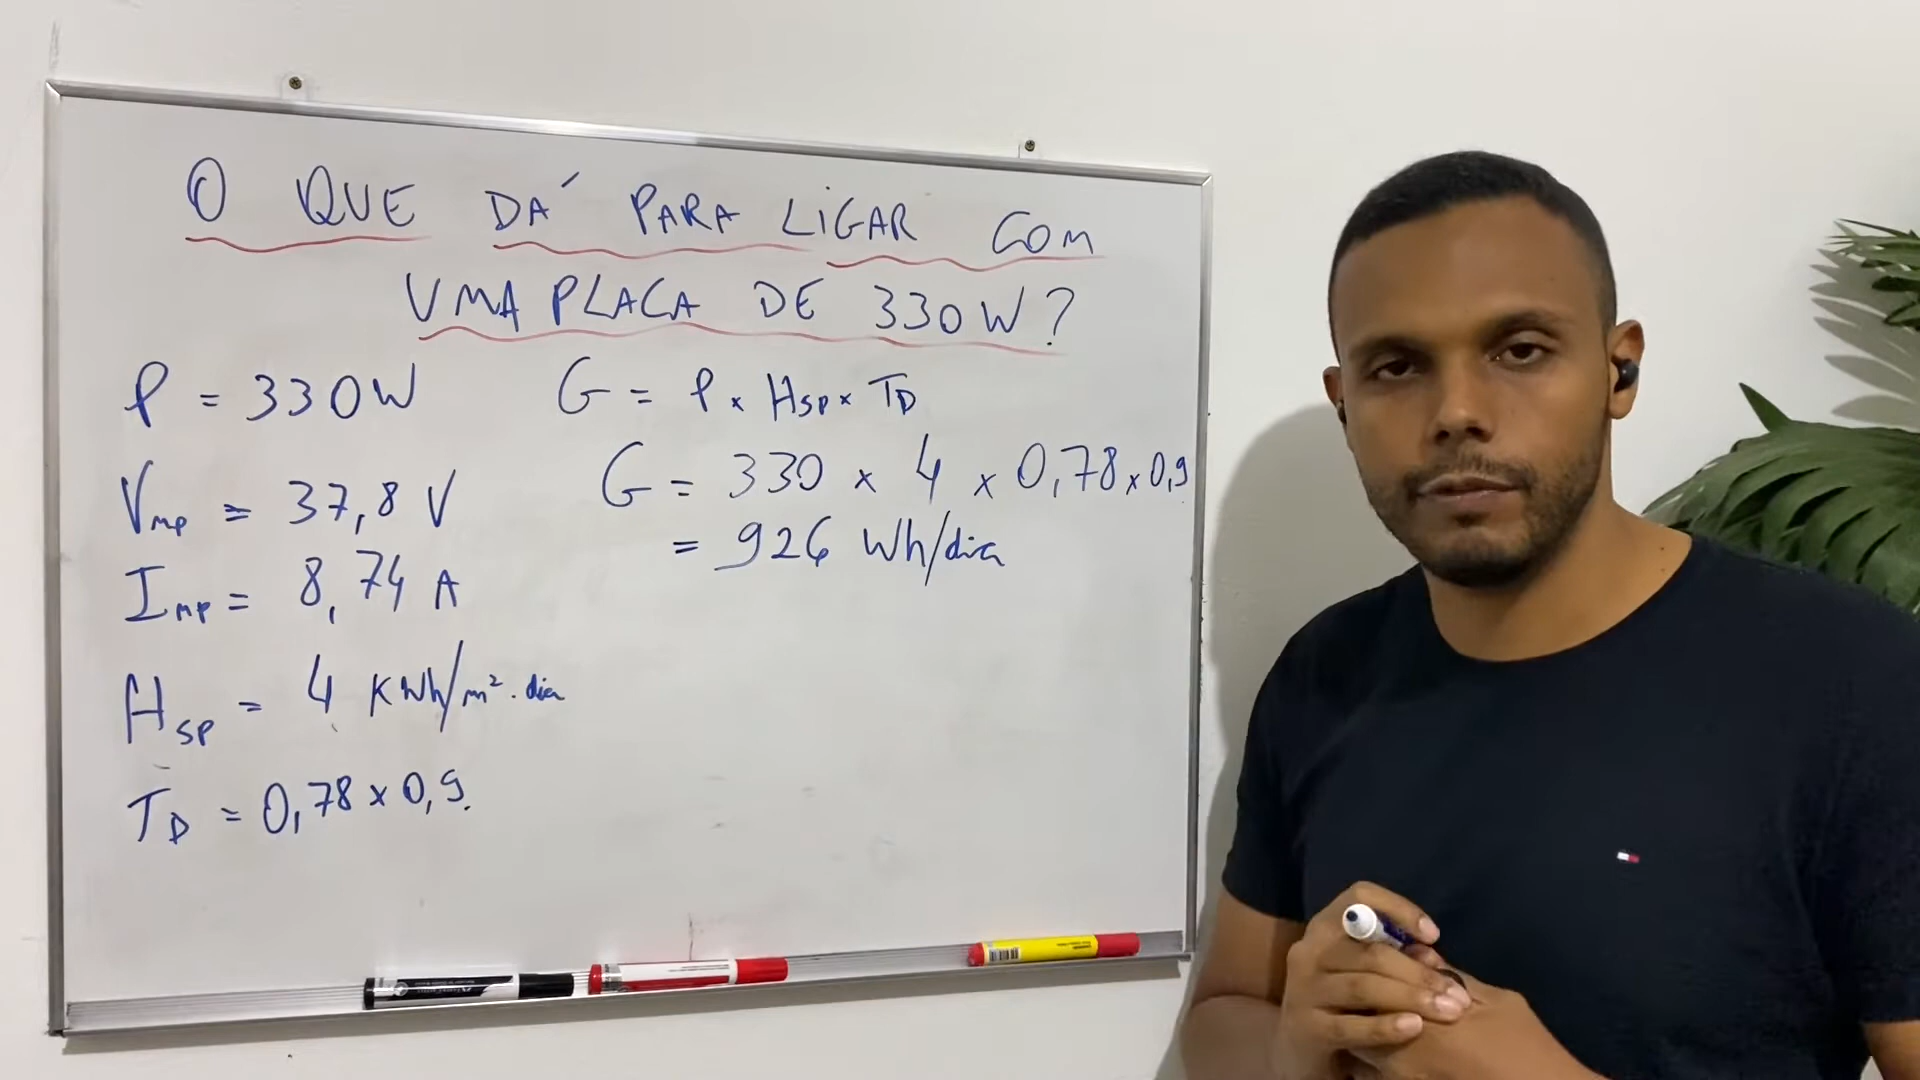 O QUE DÁ PARA LIGAR COM
UMA PLACA DE 330W?
P = 330W
Vmp = 37,8 V
Imp = 8,74 A
HSP = 4 KWh/m². dia
TD = 0,78 x 0,9
G = P x HSP x TD
G = 330 x 4 x 0,78 x 0,9
= 926 Wh/dia